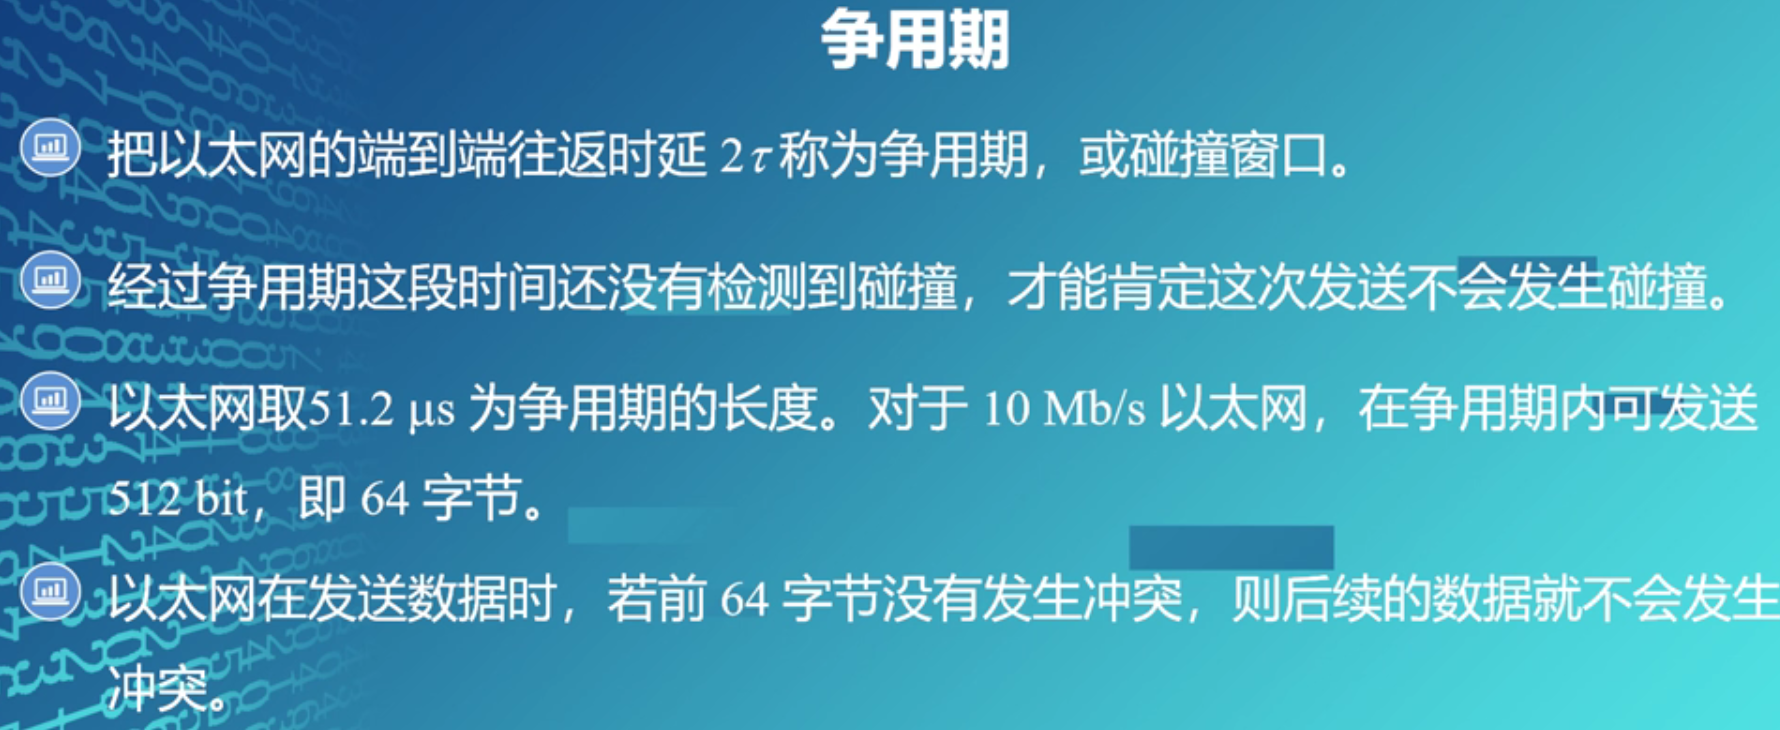 争用期
把以太网的端到端往返时延 2τ 称为争用期，或碰撞窗口。
经过争用期这段时间还没有检测到碰撞，才能肯定这次发送不会发生碰撞。
以太网取51.2 μs 为争用期的长度。对于 10 Mb/s 以太网，在争用期内可发送
512 bit，即 64 字节。
以太网在发送数据时，若前 64 字节没有发生冲突，则后续的数据就不会发生
冲突。